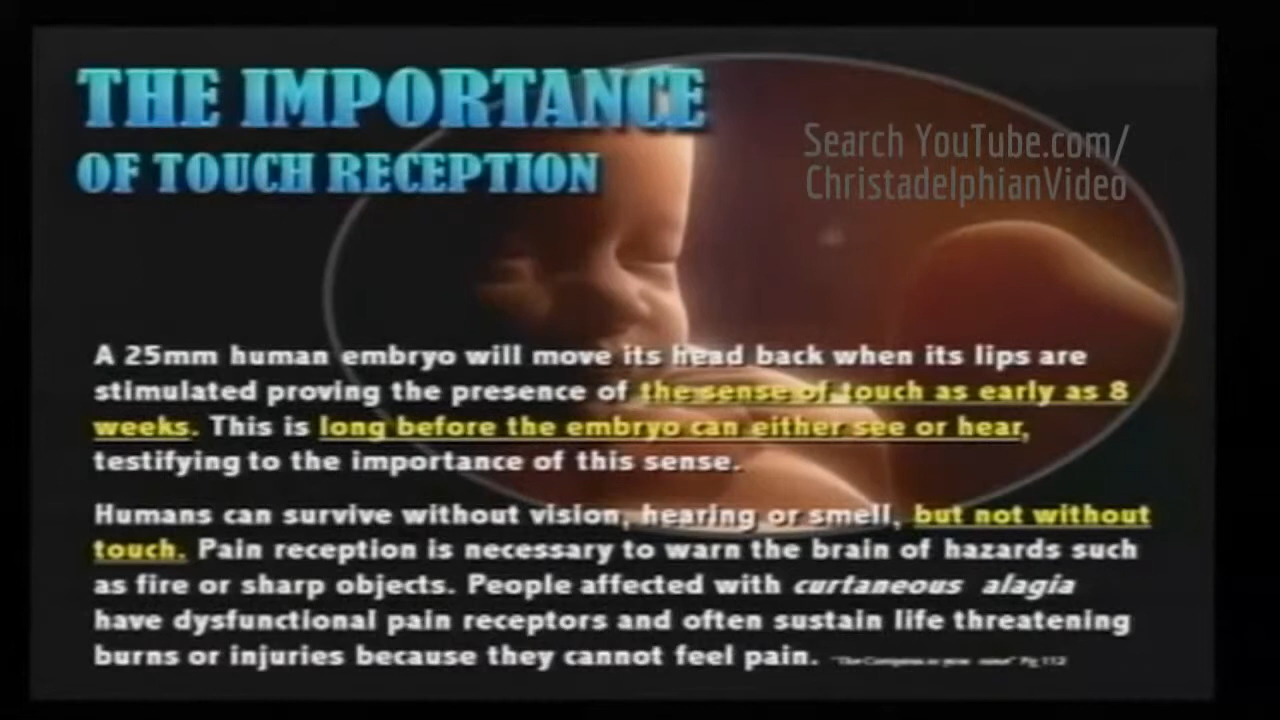 THE IMPORTANCE
OF TOUCH RECEPTION
Search YouTube.com/
ChristadelphianVideo
A 25mm human embryo will move its head back when its lips are
stimulated proving the presence of the sense of touch as early as 8
weeks. This is long before the embryo can either see or hear,
testifying to the importance of this sense.
Humans can survive without vision, hearing or smell, but not without
touch. Pain reception is necessary to warn the brain of hazards such
as fire or sharp objects. People affected with curtaneous alagia
have dysfunctional pain receptors and often sustain life threatening
burns or injuries because they cannot feel pain. Pg 112